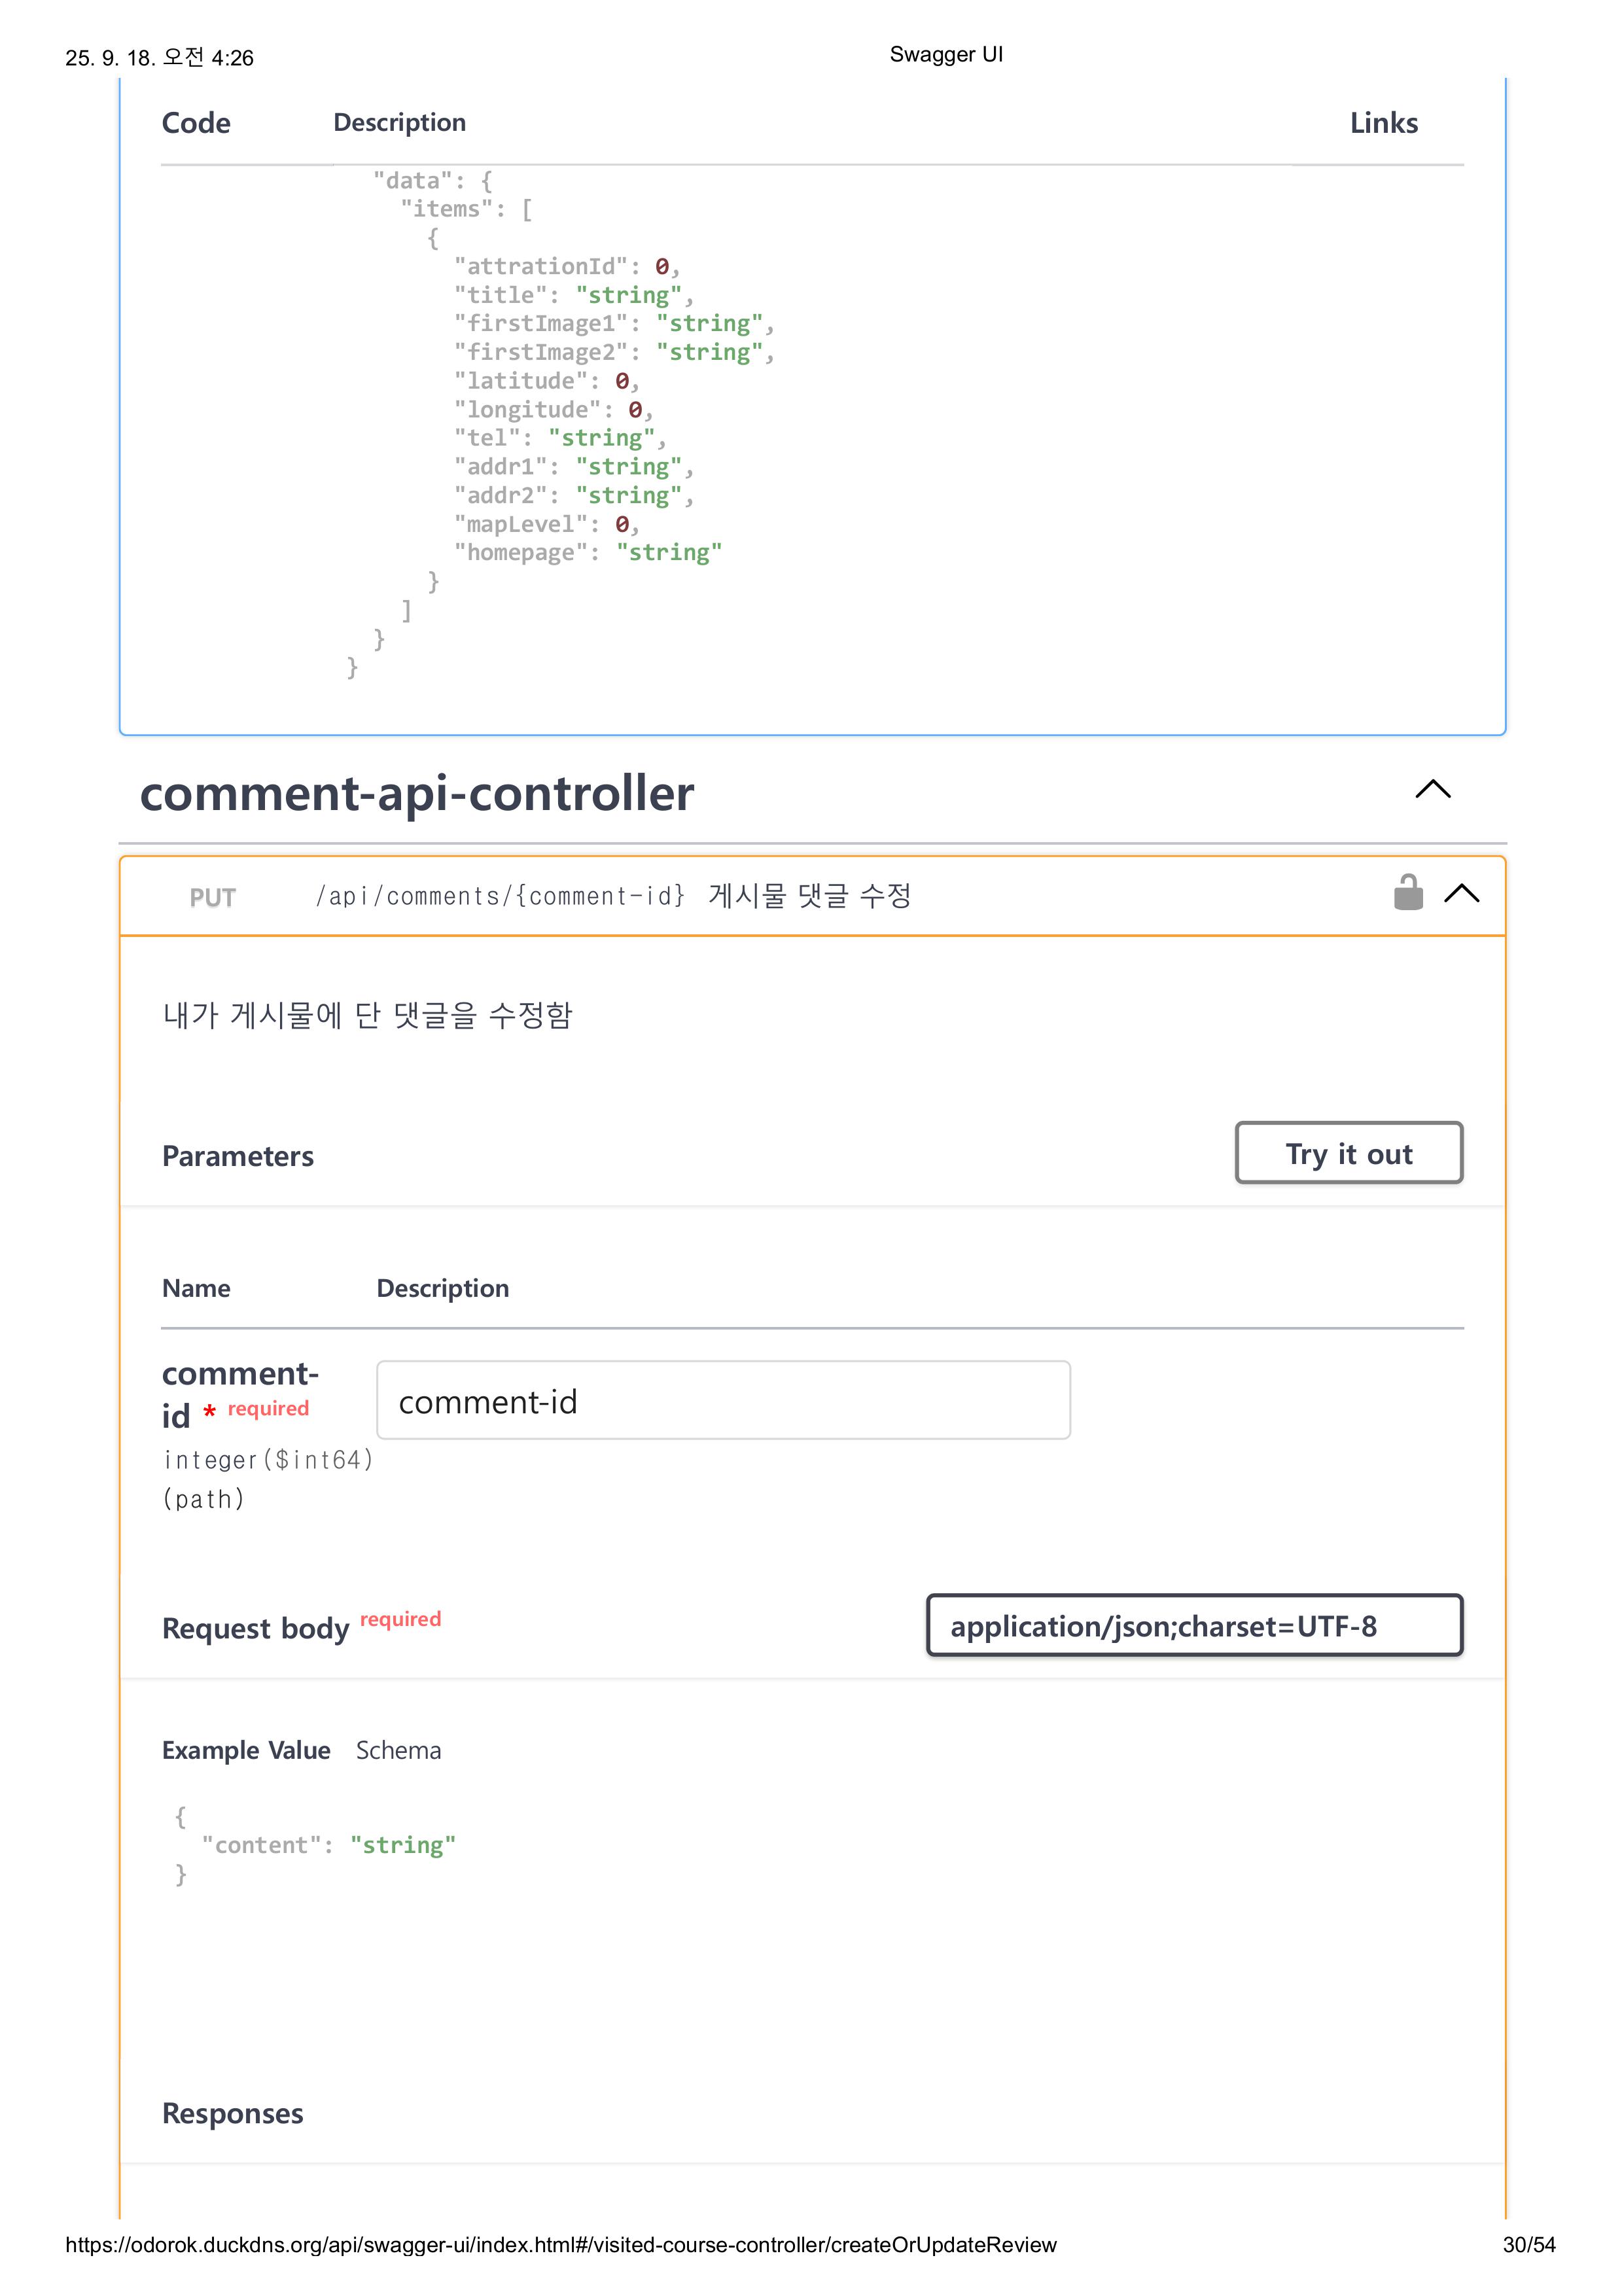 25. 9. 18. 오전 4:26
Swagger UI
Code Description Links
"data": {
"items": [
{
"attrationId": 0,
"title": "string",
"firstImage1": "string",
"firstImage2": "string",
"latitude": 0,
"longitude": 0,
"tel": "string",
"addr1": "string",
"addr2": "string",
"mapLevel": 0,
"homepage": "string"
}
]
}
}
comment-api-controller
PUT /api/comments/{comment-id} 게시물 댓글 수정
내가 게시물에 단 댓글을 수정함
Parameters
Try it out
Name Description
comment-
id * required
comment-id
integer($int64)
(path)
Request body required
application/json;charset=UTF-8
Example Value Schema
{
"content": "string"
}
Responses
https://odorok.duckdns.org/api/swagger-ui/index.html#/visited-course-controller/createOrUpdateReview
30/54